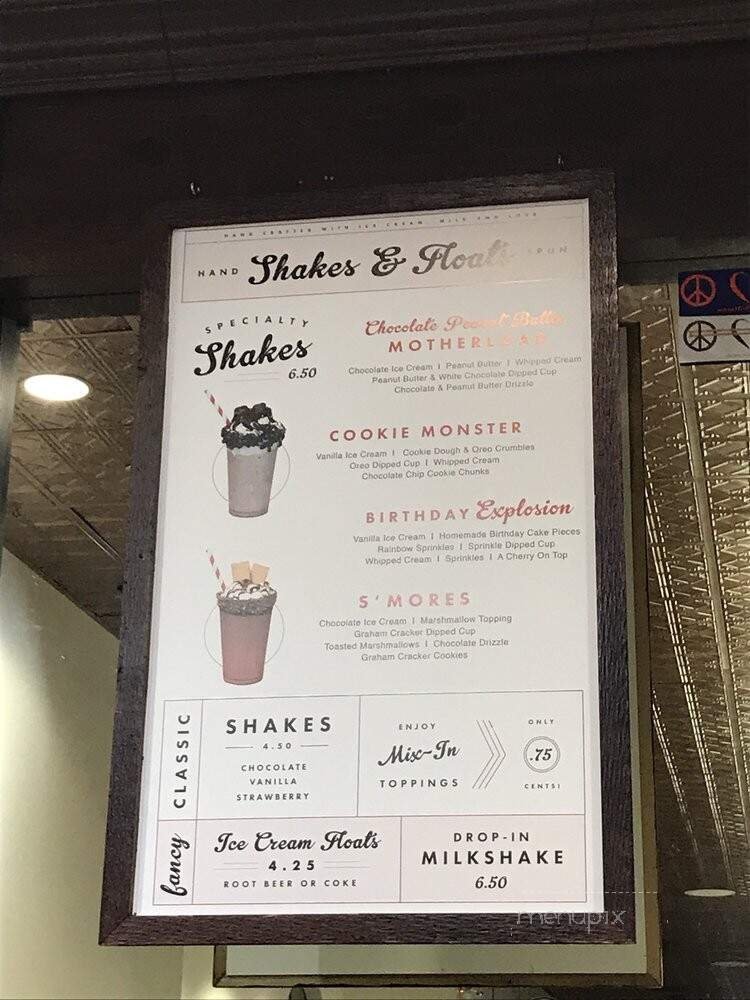 HAND CRAFTED WITH ICE CREAM, MILK AND LOVE
HAND Shakes & Floats SPUN
SPECIALTY
Shakes
6.50
Chocolate Peanut Butter
MOTHERLOAD
Chocolate Ice Cream | Peanut Butter | Whipped Cream
Peanut Butter & White Chocolate Dipped Cup
Chocolate & Peanut Butter Drizzle
COOKIE MONSTER
Vanilla Ice Cream | Cookie Dough & Oreo Crumbles
Oreo Dipped Cup | Whipped Cream
Chocolate Chip Cookie Chunks
BIRTHDAY Explosion
Vanilla Ice Cream | Homemade Birthday Cake Pieces
Rainbow Sprinkles | Sprinkle Dipped Cup
Whipped Cream | Sprinkles | A Cherry On Top
S'MORES
Chocolate Ice Cream | Marshmallow Topping
Graham Cracker Dipped Cup
Toasted Marshmallows | Chocolate Drizzle
Graham Cracker Cookies
CLASSIC
SHAKES
4.50
CHOCOLATE
VANILLA
STRAWBERRY
ENJOY
Mix-In
TOPPINGS
ONLY
.75
CENTS!
fancy
Ice Cream Floats
4.25
ROOT BEER OR COKE
DROP-IN
MILKSHAKE
6.50
menupix